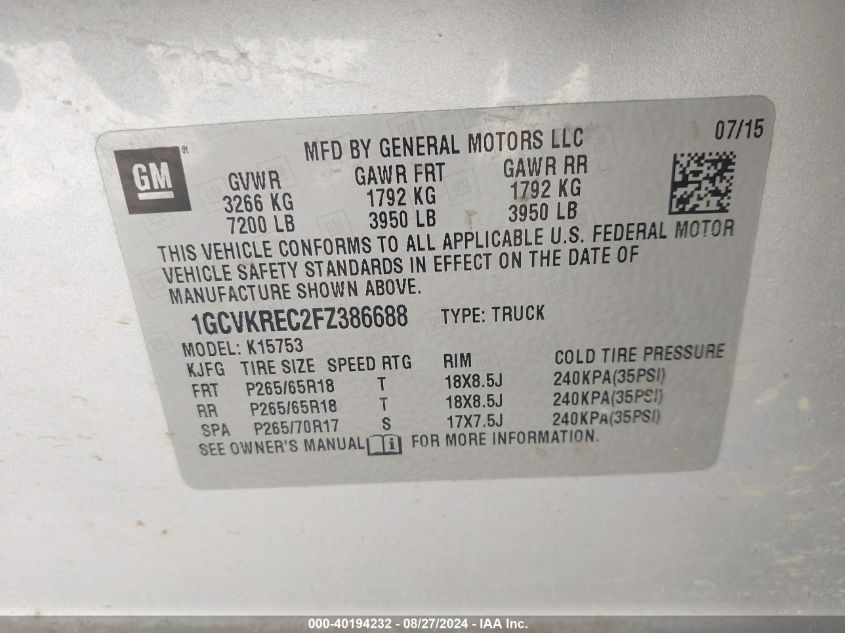 MFD BY GENERAL MOTORS LLC 07/15
GM®
GVWR GAWR FRT GAWR RR
3266 KG 1792 KG 1792 KG
7200 LB 3950 LB 3950 LB
THIS VEHICLE CONFORMS TO ALL APPLICABLE U.S. FEDERAL MOTOR
VEHICLE SAFETY STANDARDS IN EFFECT ON THE DATE OF
MANUFACTURE SHOWN ABOVE.
1GCVKREC2FZ386688 TYPE: TRUCK
MODEL: K15753
KJFG TIRE SIZE SPEED RTG RIM COLD TIRE PRESSURE
FRT P265/65R18 T 18X8.5J 240KPA(35PSI)
RR P265/65R18 T 18X8.5J 240KPA(35PSI)
SPA P265/70R17 S 17X7.5J 240KPA(35PSI)
SEE OWNER'S MANUAL i FOR MORE INFORMATION.
000-40194232 - 08/27/2024 - IAA Inc.